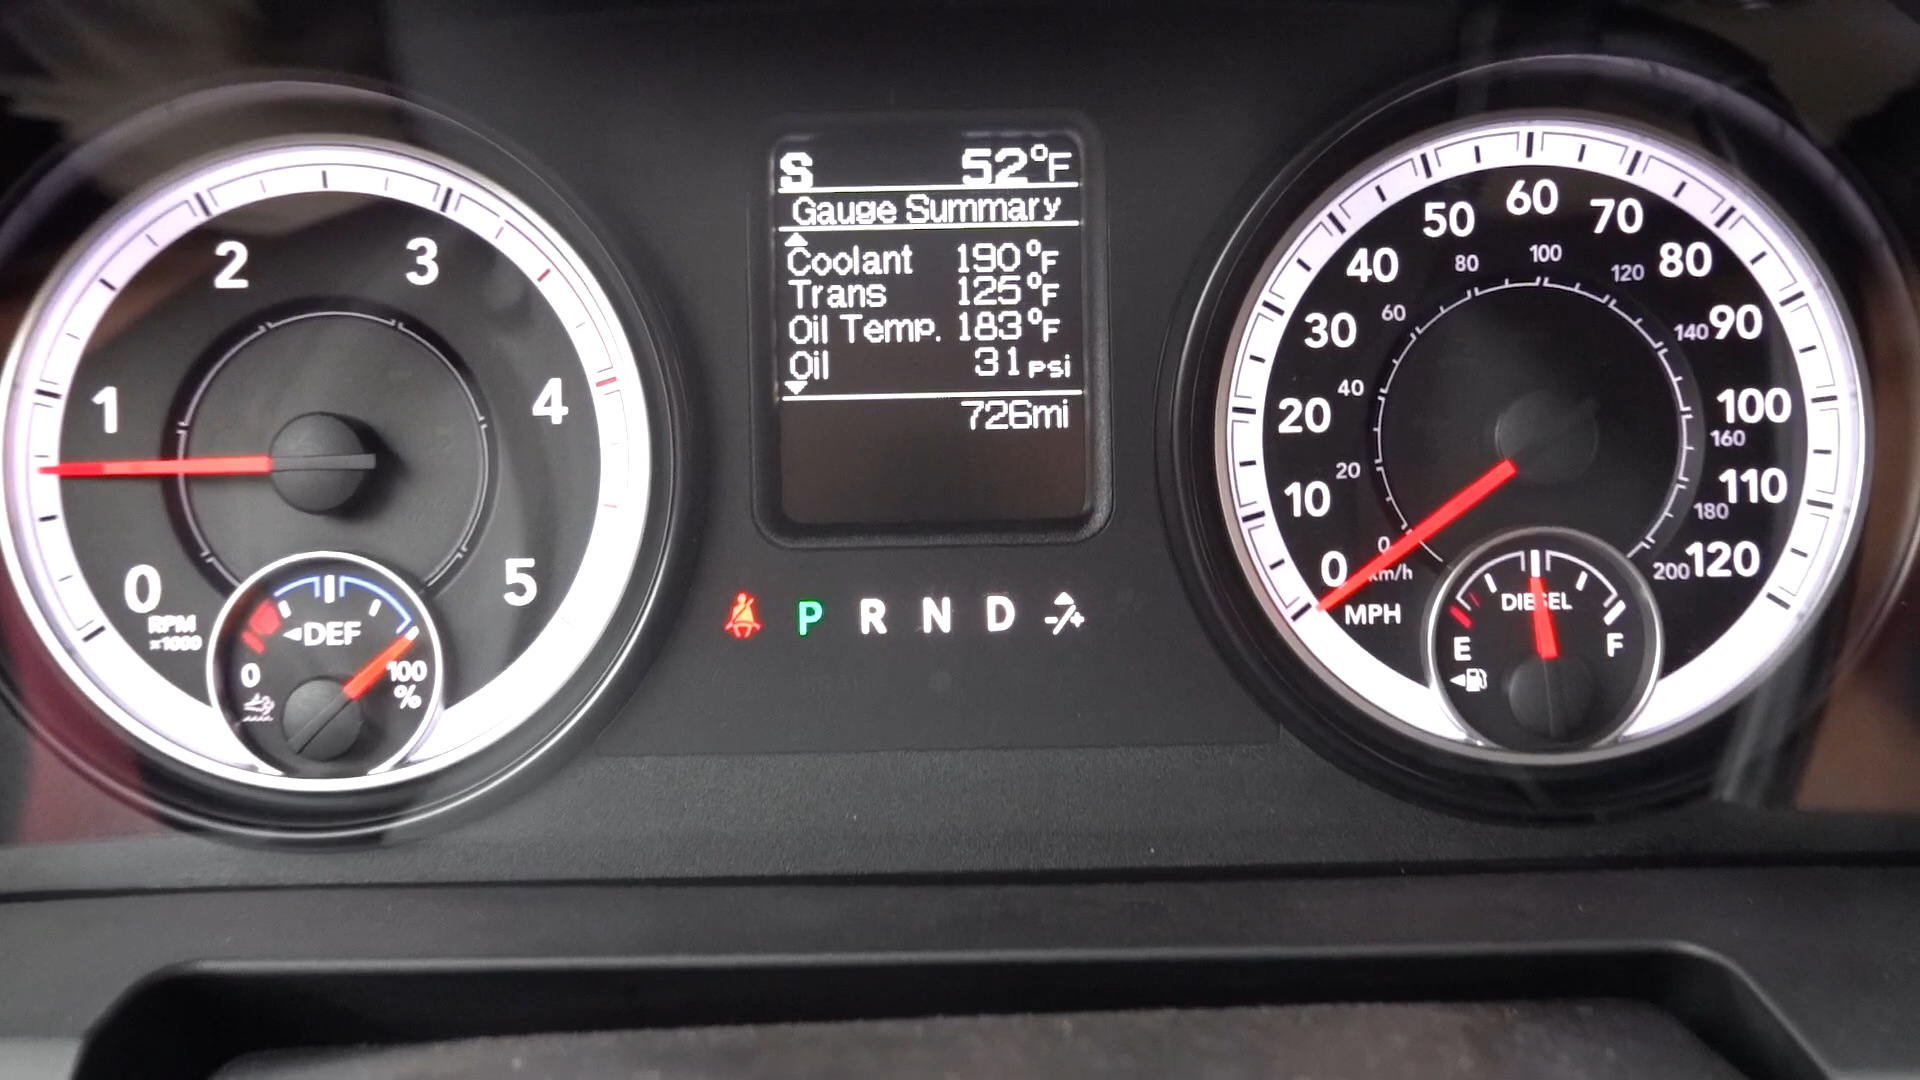 S 52°F
Gauge Summary
Coolant 190°F
Trans 125°F
Oil Temp. 183°F
Oil 31 psi
726mi
0 1 2 3 4 5
RPM
x1000
DEF
0 100
%
P R N D
0 10 20 30 40 50 60 70 80 90 100 110 120
MPH
0 20 40 60 80 100 120 140 160 180 200
km/h
DIESEL
E F